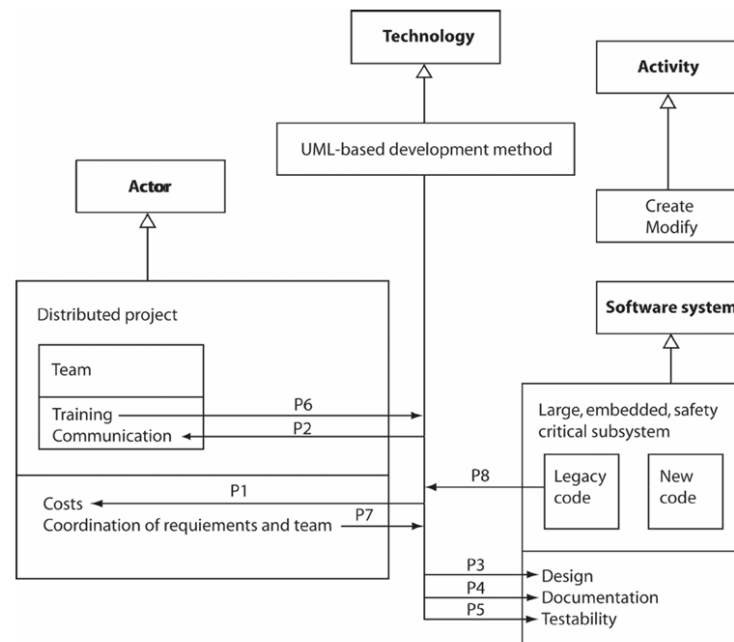 Technology
Activity
UML-based development method
Actor
Create
Modify
Software system
Distributed project
Team
Training
P6
Communication
P2
Large, embedded, safety
critical subsystem
P8
Legacy
code
New
code
P1
Costs
Coordination of requiements and team
P7
P3
Design
P4
Documentation
P5
Testability